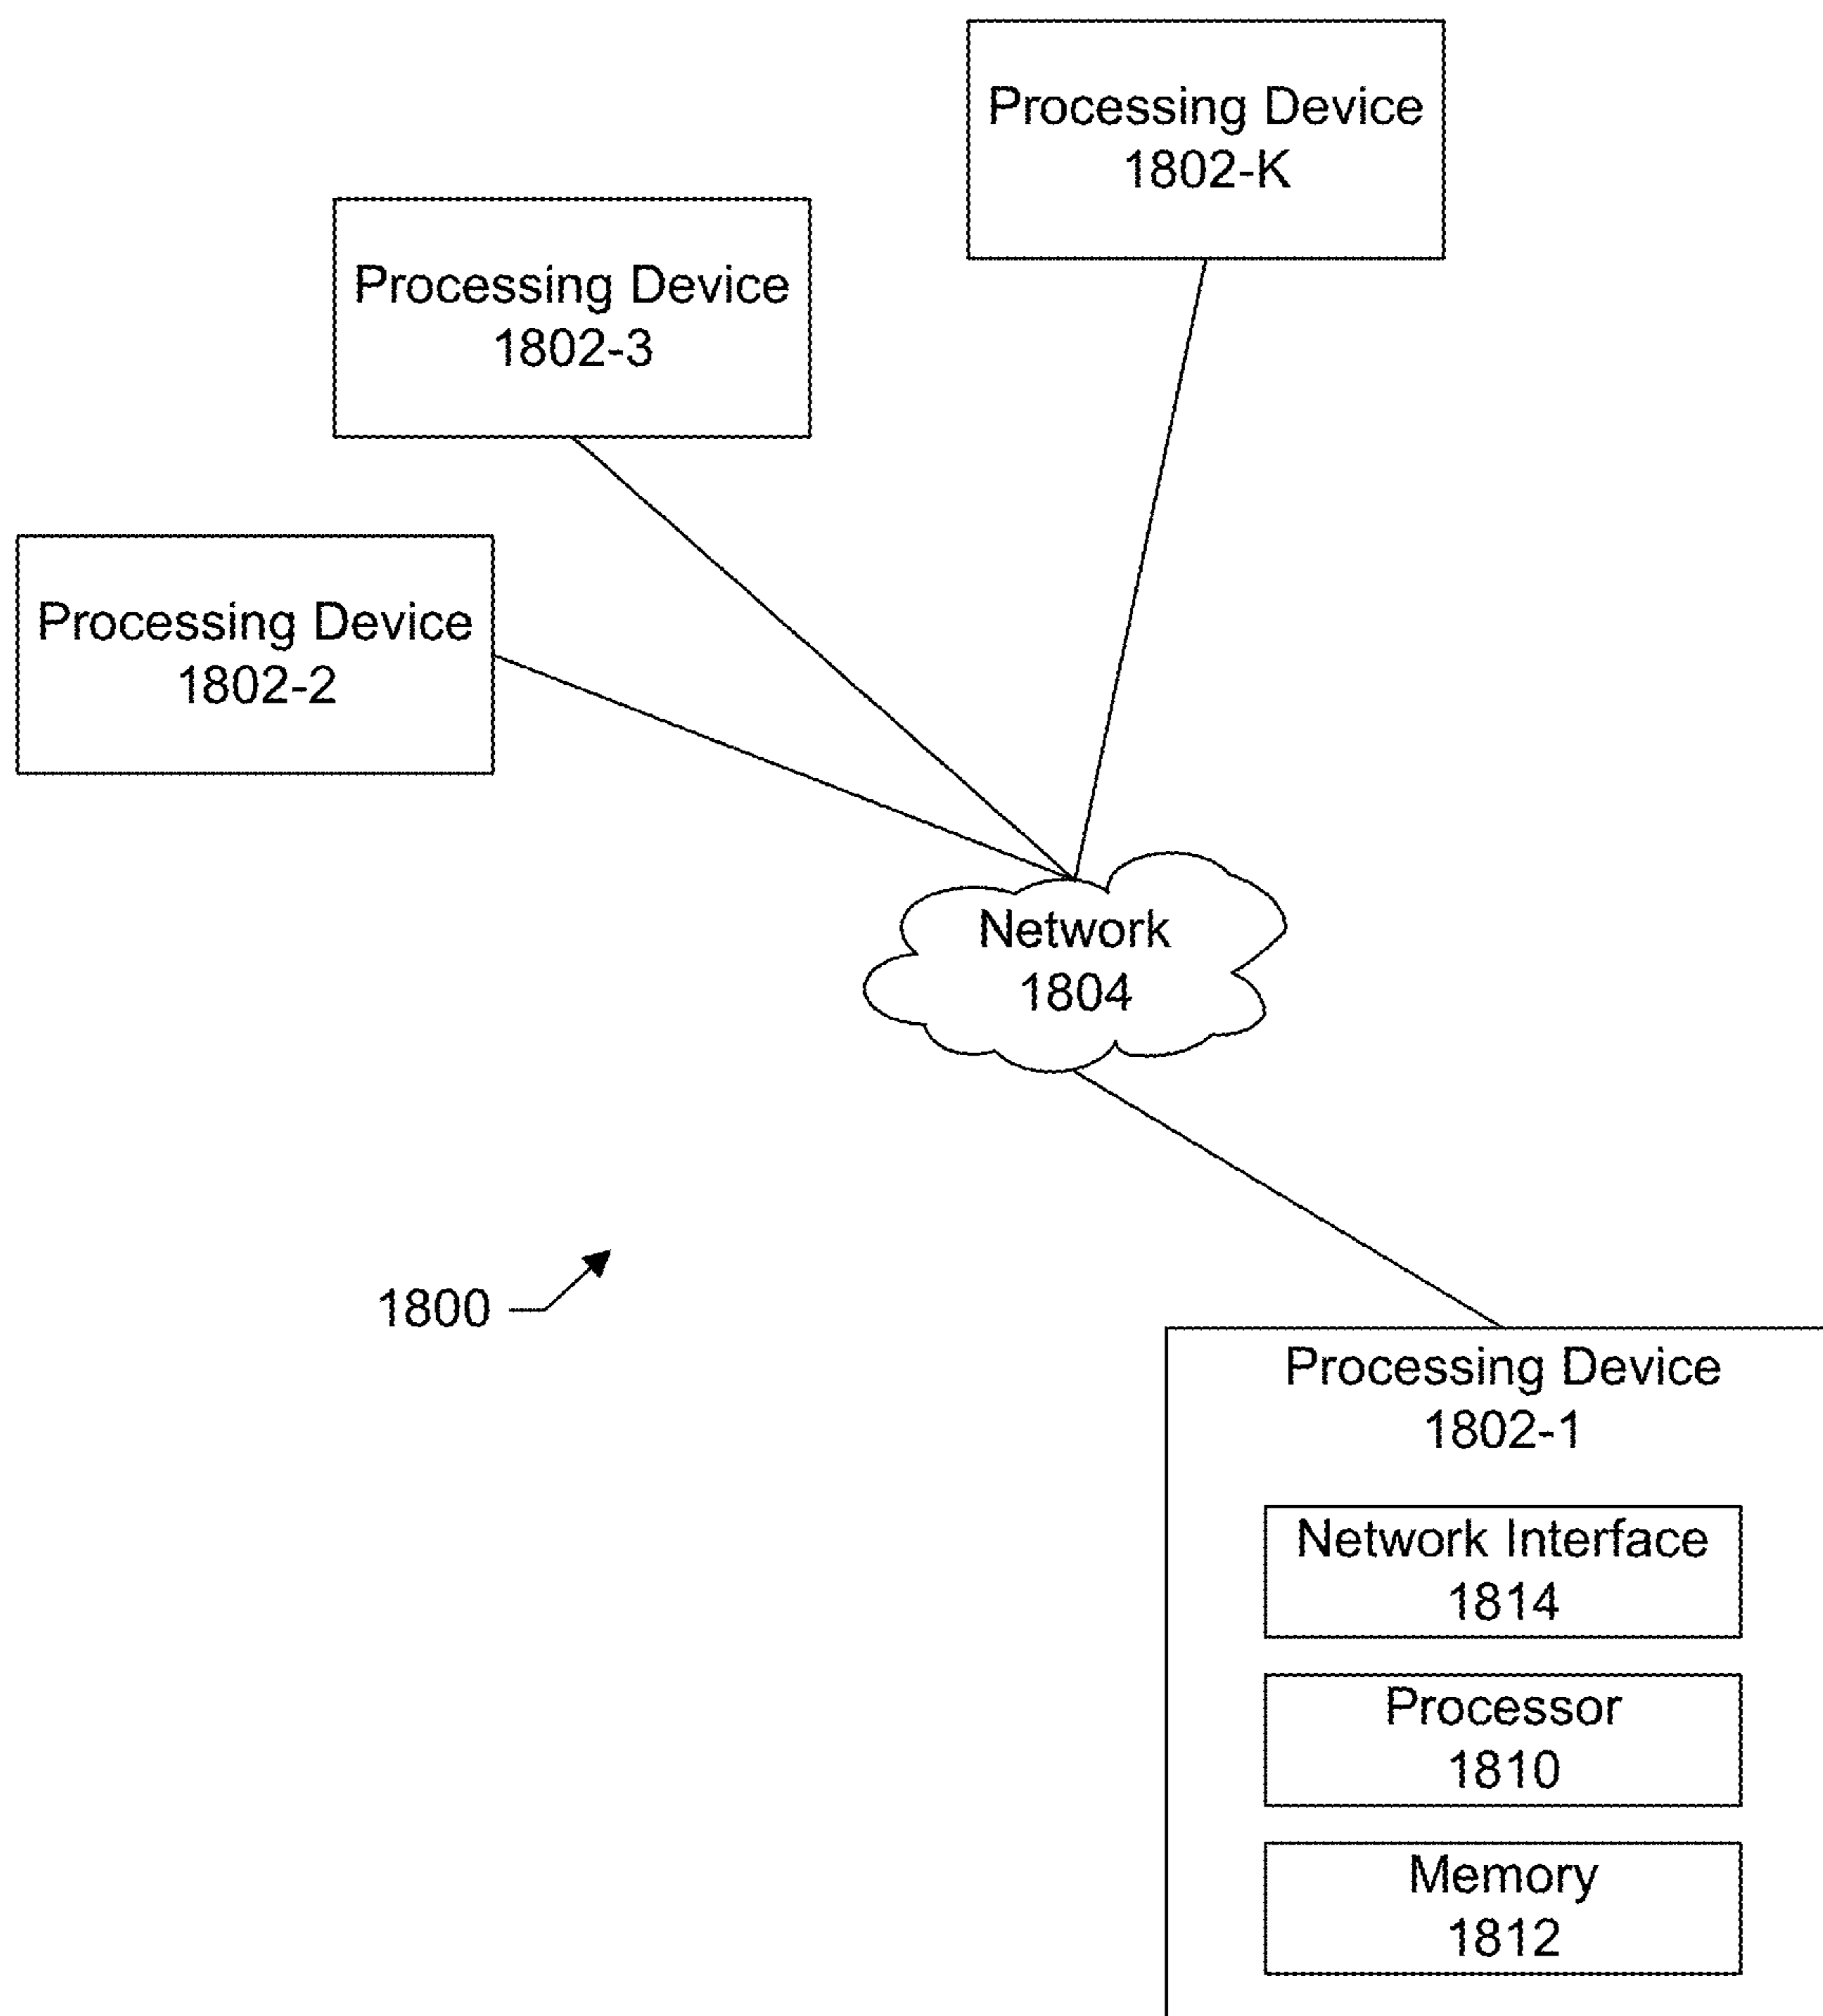 Processing Device
1802-K
Processing Device
1802-3
Processing Device
1802-2
Network
1804
1800
Processing Device
1802-1
Network Interface
1814
Processor
1810
Memory
1812